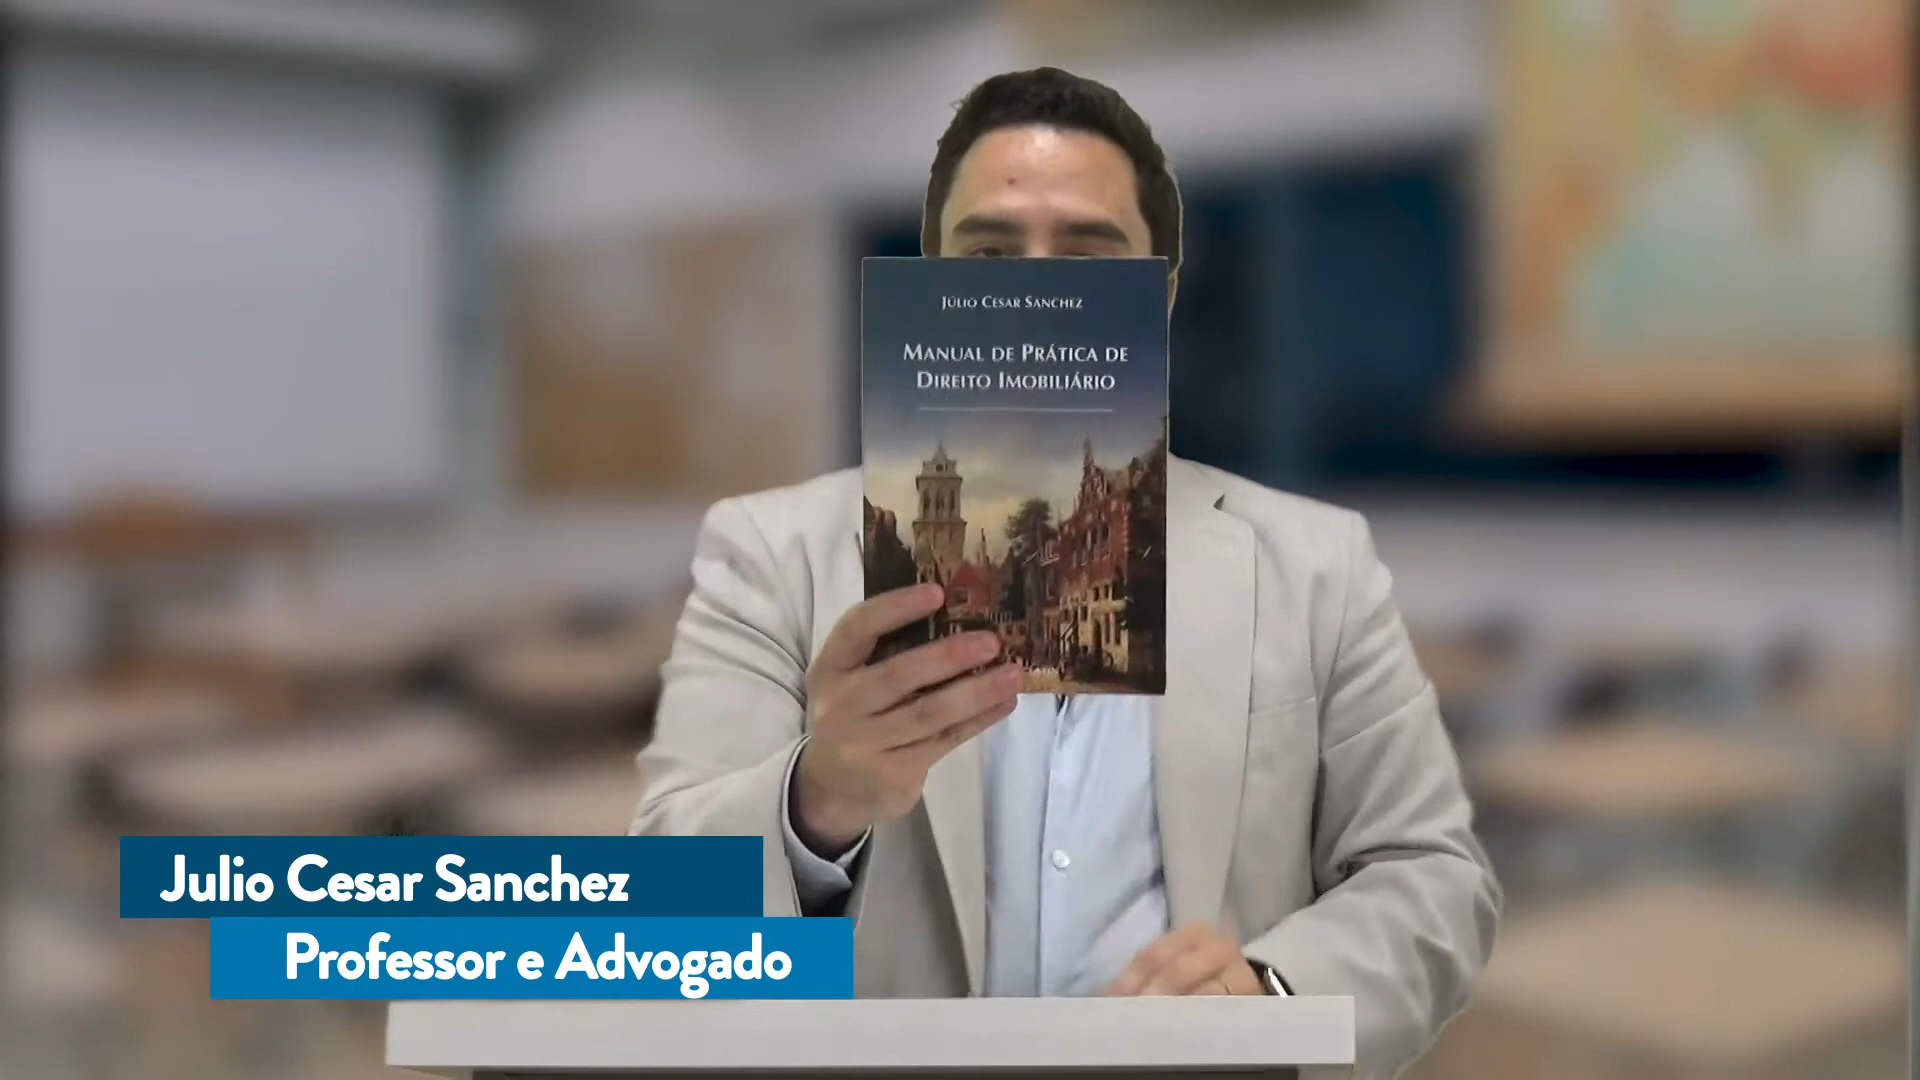 JÚLIO CESAR SANCHEZ
MANUAL DE PRÁTICA DE
DIREITO IMOBILIÁRIO
Julio Cesar Sanchez
Professor e Advogado